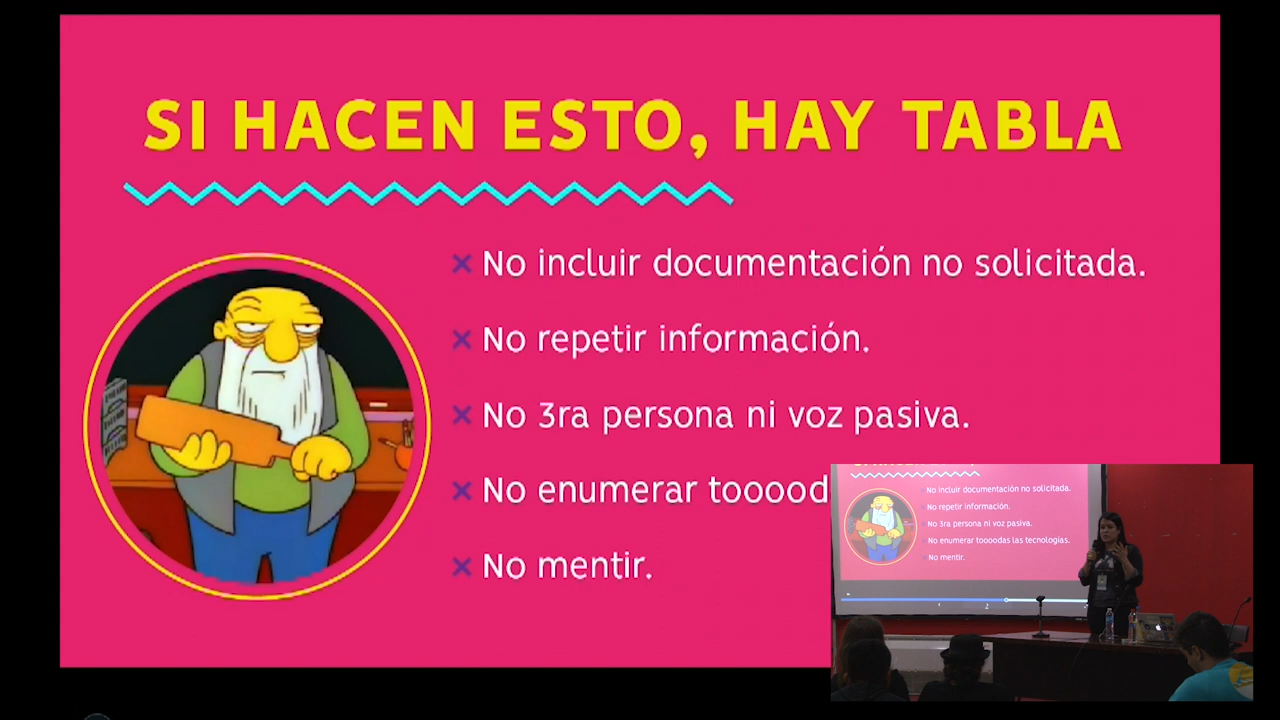 SI HACEN ESTO, HAY TABLA
× No incluir documentación no solicitada.
× No repetir información.
× No 3ra persona ni voz pasiva.
× No enumerar tooood
× No mentir.
No incluir documentación no solicitada.
No repetir información.
No 3ra persona ni voz pasiva.
No enumerar toooodas las tecnologías.
No mentir.